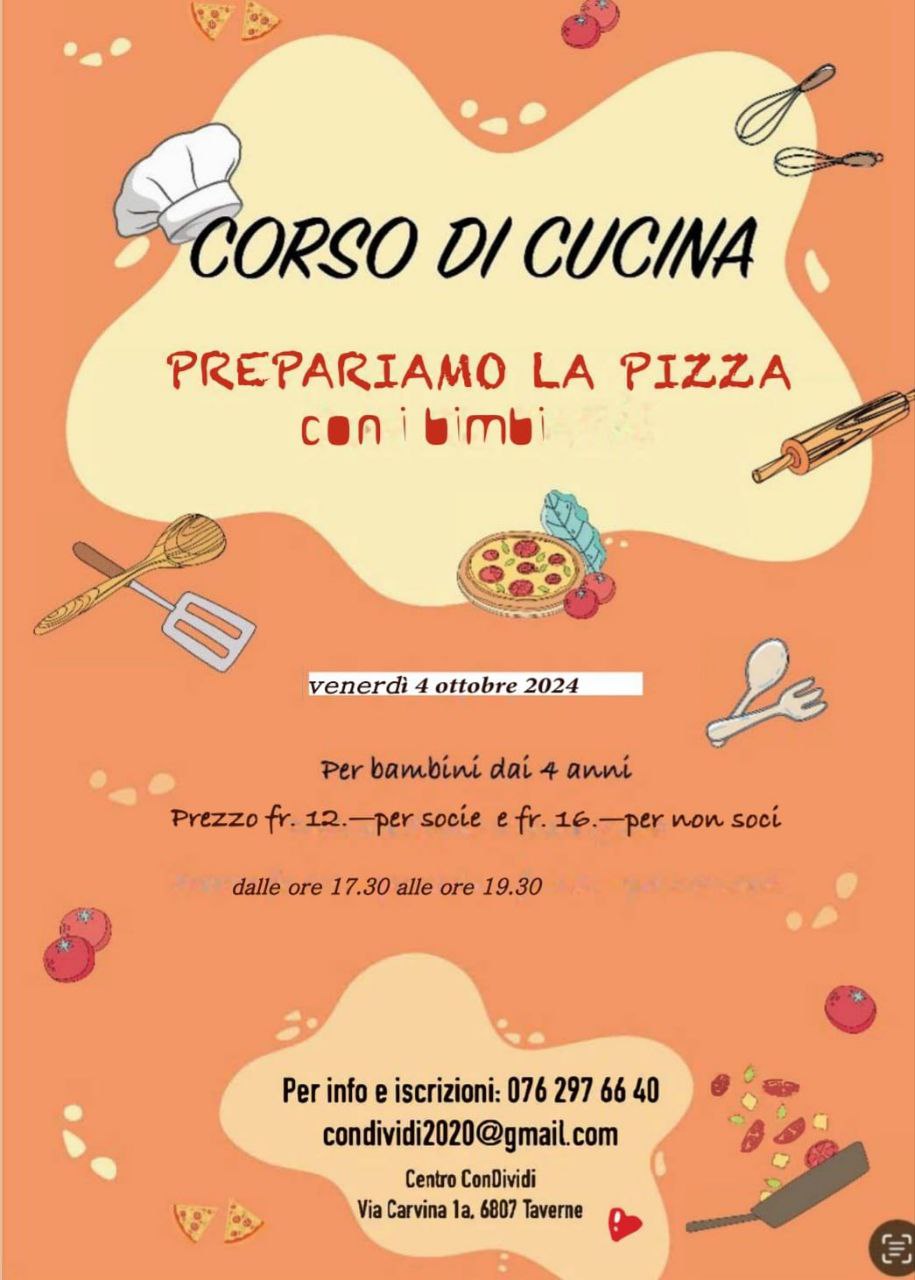 CORSO DI CUCINA
PREPARIAMO LA PIZZA
con i bimbi
venerdì 4 ottobre 2024
Per bambini dai 4 anni
Prezzo fr. 12.—per socie e fr. 16.—per non soci
dalle ore 17.30 alle ore 19.30
Per info e iscrizioni: 076 297 66 40
condividi2020@gmail.com
Centro ConDividi
Via Carvina 1a, 6807 Taverne